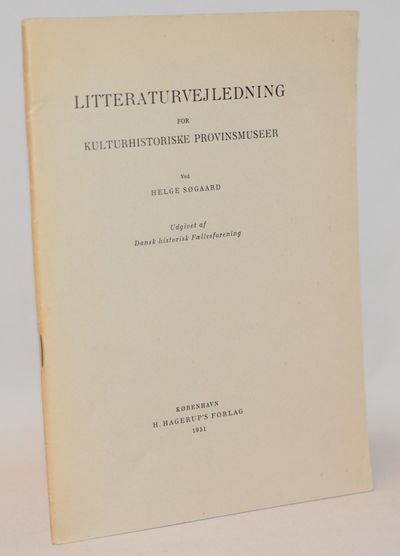 LITTERATURVEJLEDNING
FOR
KULTURHISTORISKE PROVINSMUSEER
Ved
HELGE SØGAARD
Udgivet af
Dansk historisk Fællesforening
KØBENHAVN
H. HAGERUP'S FORLAG
1951